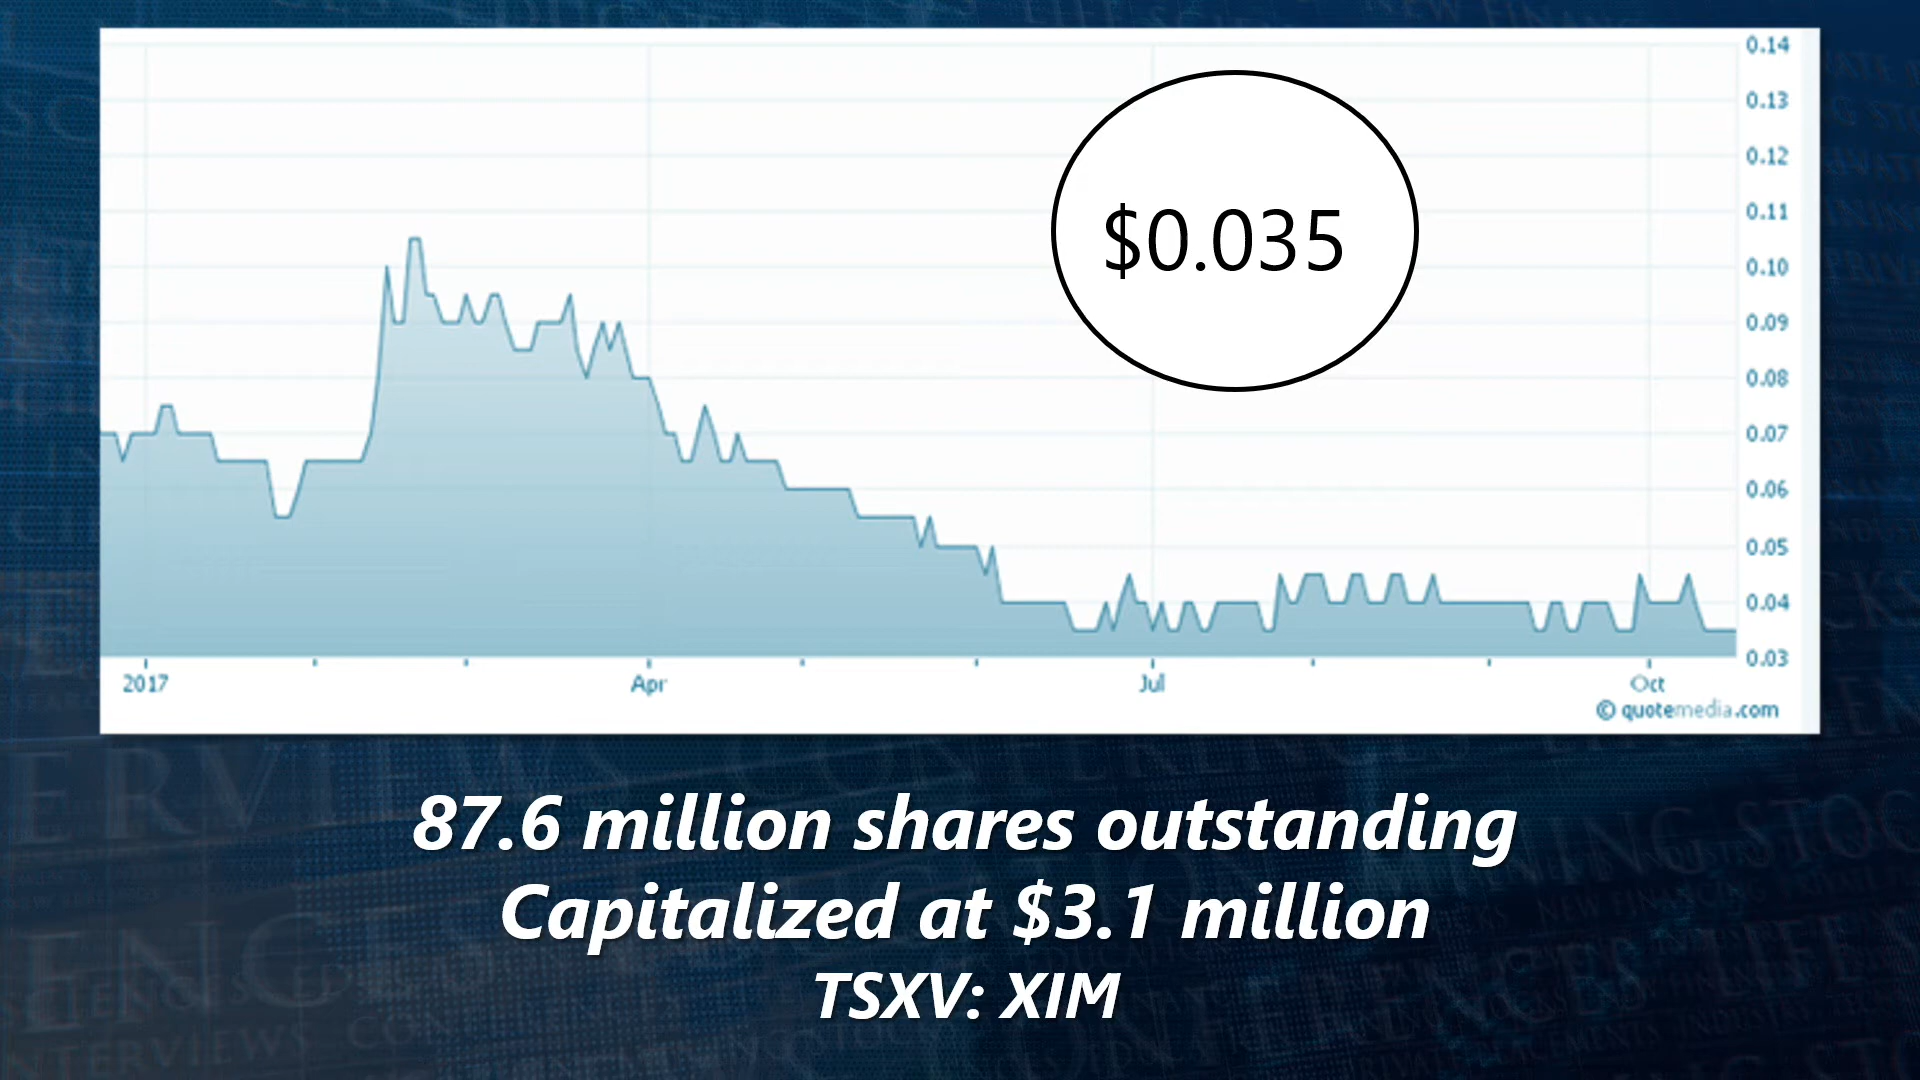 0.14
0.13
0.12
0.11
0.10
0.09
0.08
0.07
0.06
0.05
0.04
0.03
$0.035
2017 Apr Jul Oct
© quotemedia.com
87.6 million shares outstanding
Capitalized at $3.1 million
TSXV: XIM